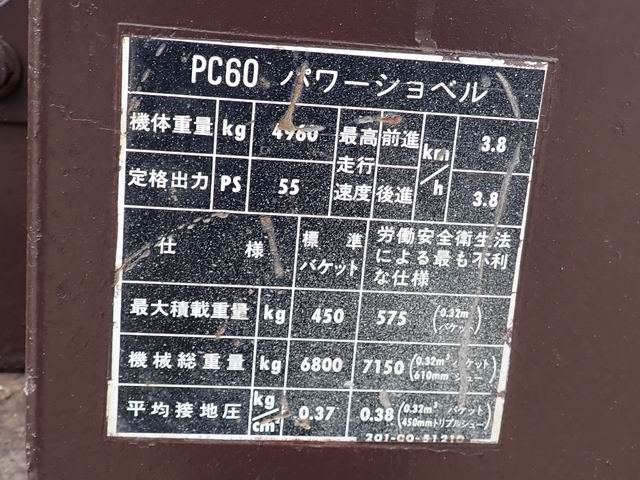 PC60 パワーショベル
機体重量 kg 4980 最高走行速度 前進 km/h 3.8
定格出力 PS 55 後進 3.8
仕様 標準バケット 労働安全衛生法による最も不利な仕様
最大積載重量 kg 450 575 (0.32m バケット)
機械総重量 kg 6800 7150 (0.32m³ バケット 610mm シュー)
平均接地圧 kg/cm² 0.37 0.38 (0.32m³ バケット 450mmトリプルシュー)